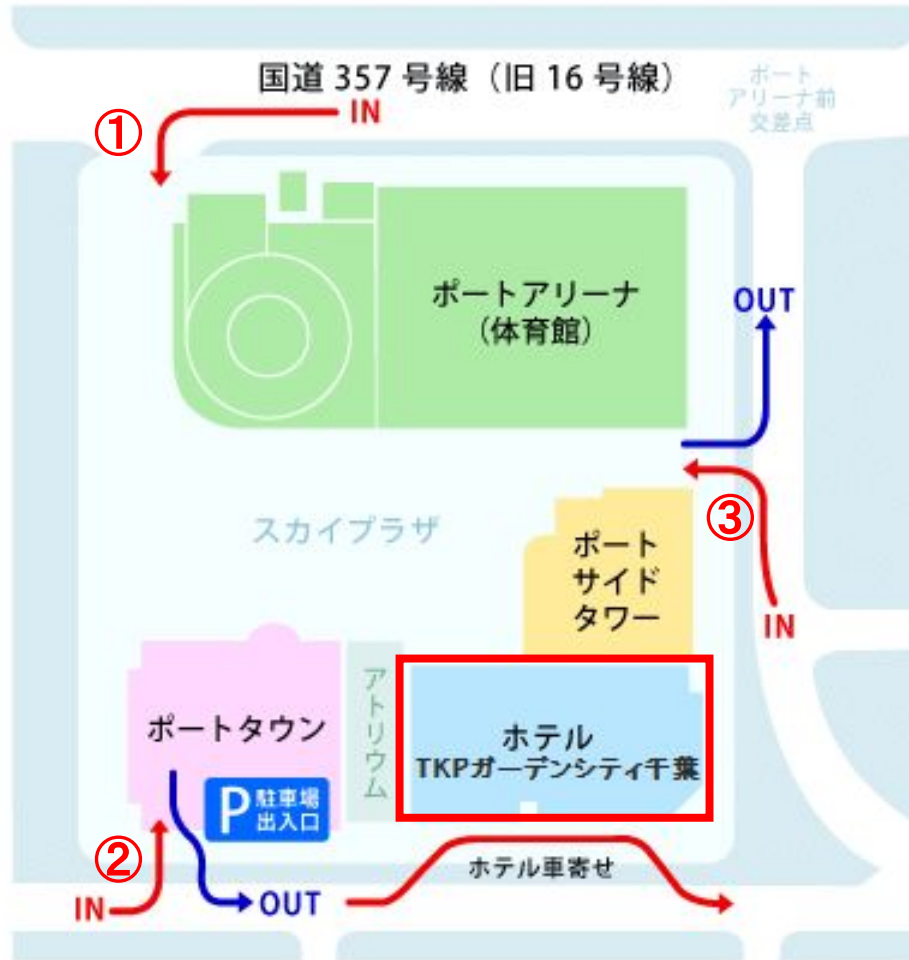 国道 357 号線（旧 16 号線）
ポート
アリーナ前
交差点
①
IN
ポートアリーナ
（体育館）
OUT
③
スカイプラザ
ポート
サイド
タワー
IN
アトリウム
ポートタウン
ホテル
TKPガーデンシティ千葉
P 駐車場
出入口
②
ホテル車寄せ
IN
OUT